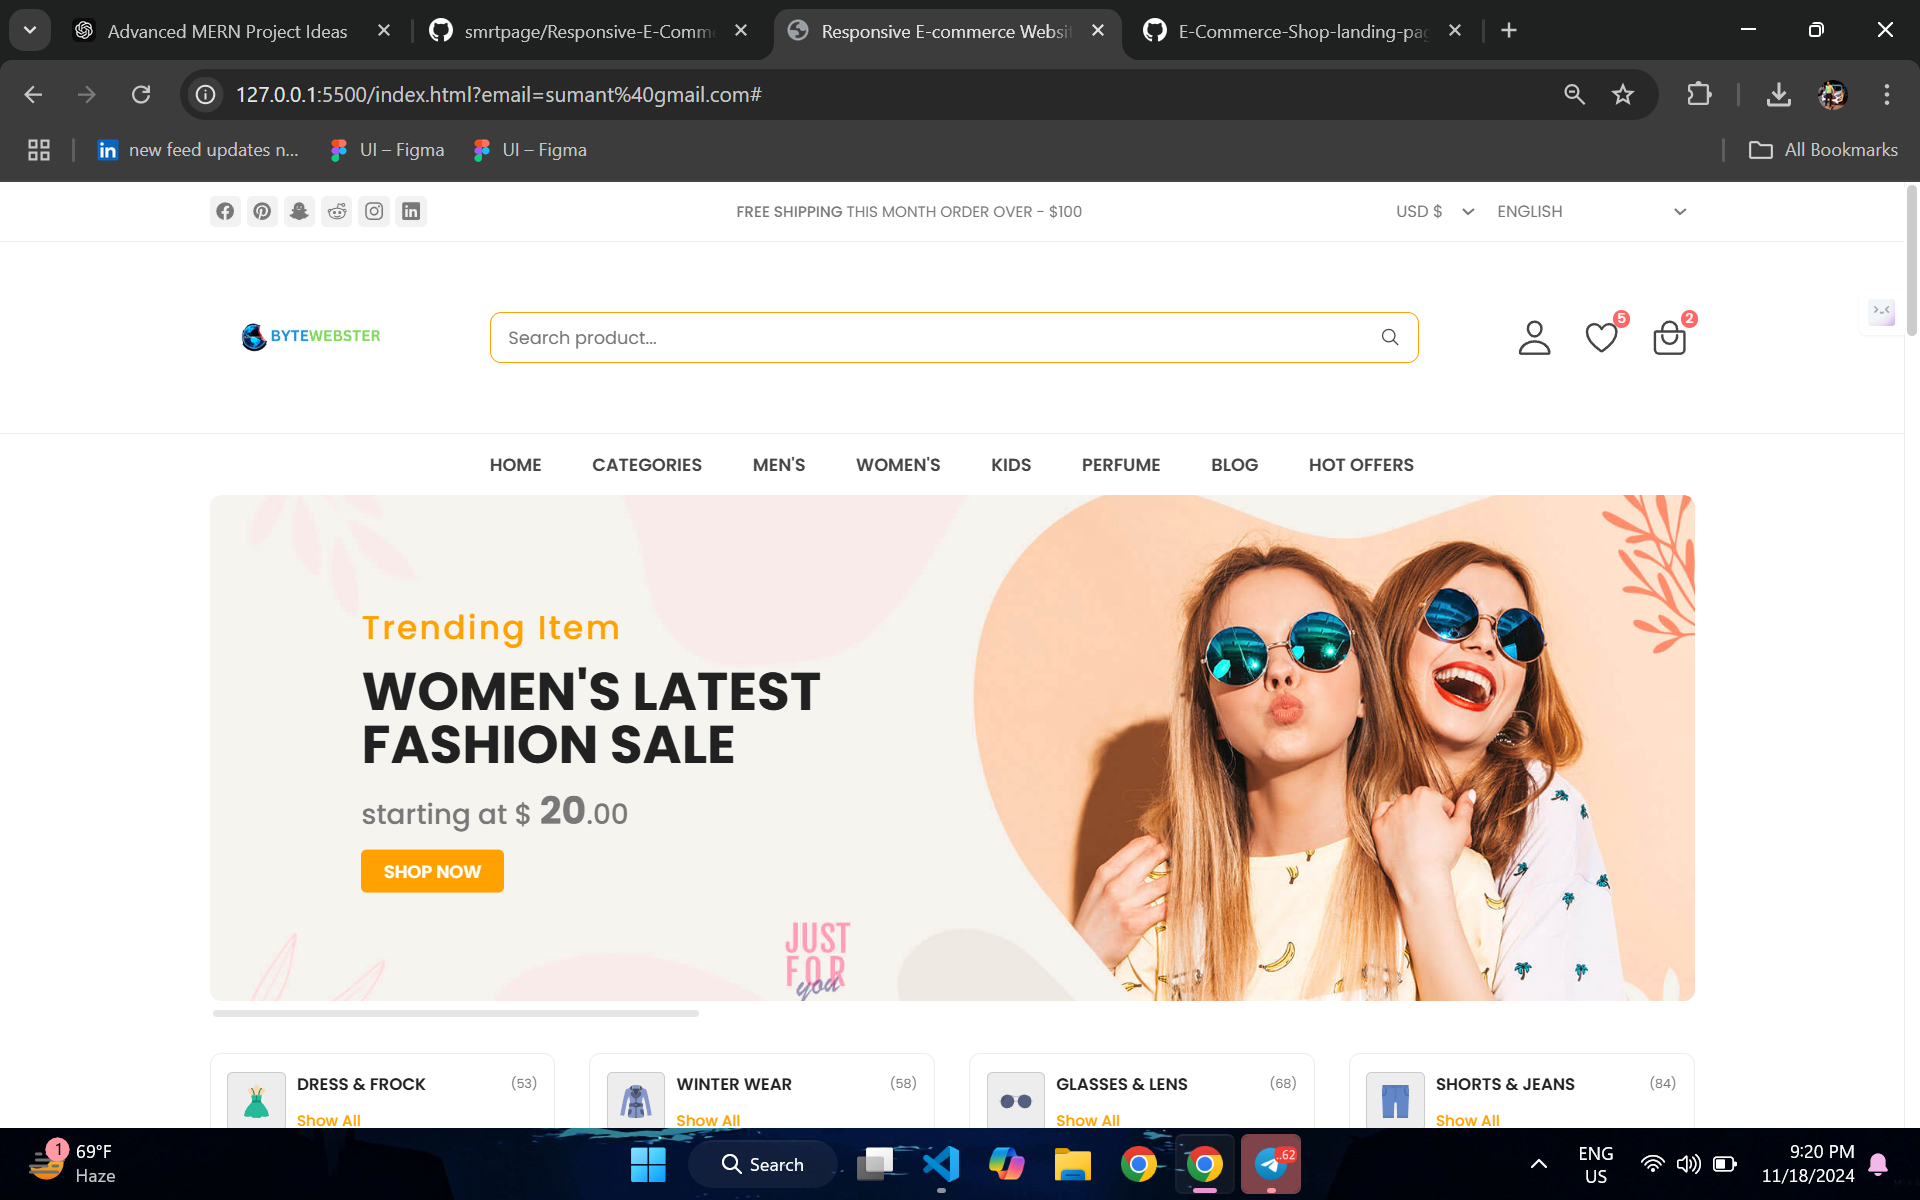 Advanced MERN Project Ideas
smrtpage/Responsive-E-Comme
Responsive E-commerce Websit
E-Commerce-Shop-landing-pag
127.0.0.1:5500/index.html?email=sumant%40gmail.com#
new feed updates n...
UI – Figma
UI – Figma
All Bookmarks
FREE SHIPPING THIS MONTH ORDER OVER - $100
USD $
ENGLISH
BYTEWEBSTER
Search product...
5
2
HOME
CATEGORIES
MEN'S
WOMEN'S
KIDS
PERFUME
BLOG
HOT OFFERS
Trending Item
WOMEN'S LATEST
FASHION SALE
starting at $ 20.00
SHOP NOW
JUST
FOR
you
DRESS & FROCK
(53)
Show All
WINTER WEAR
(58)
Show All
GLASSES & LENS
(68)
Show All
SHORTS & JEANS
(84)
Show All
1
69°F
Haze
Search
..62
ENG
US
9:20 PM
11/18/2024